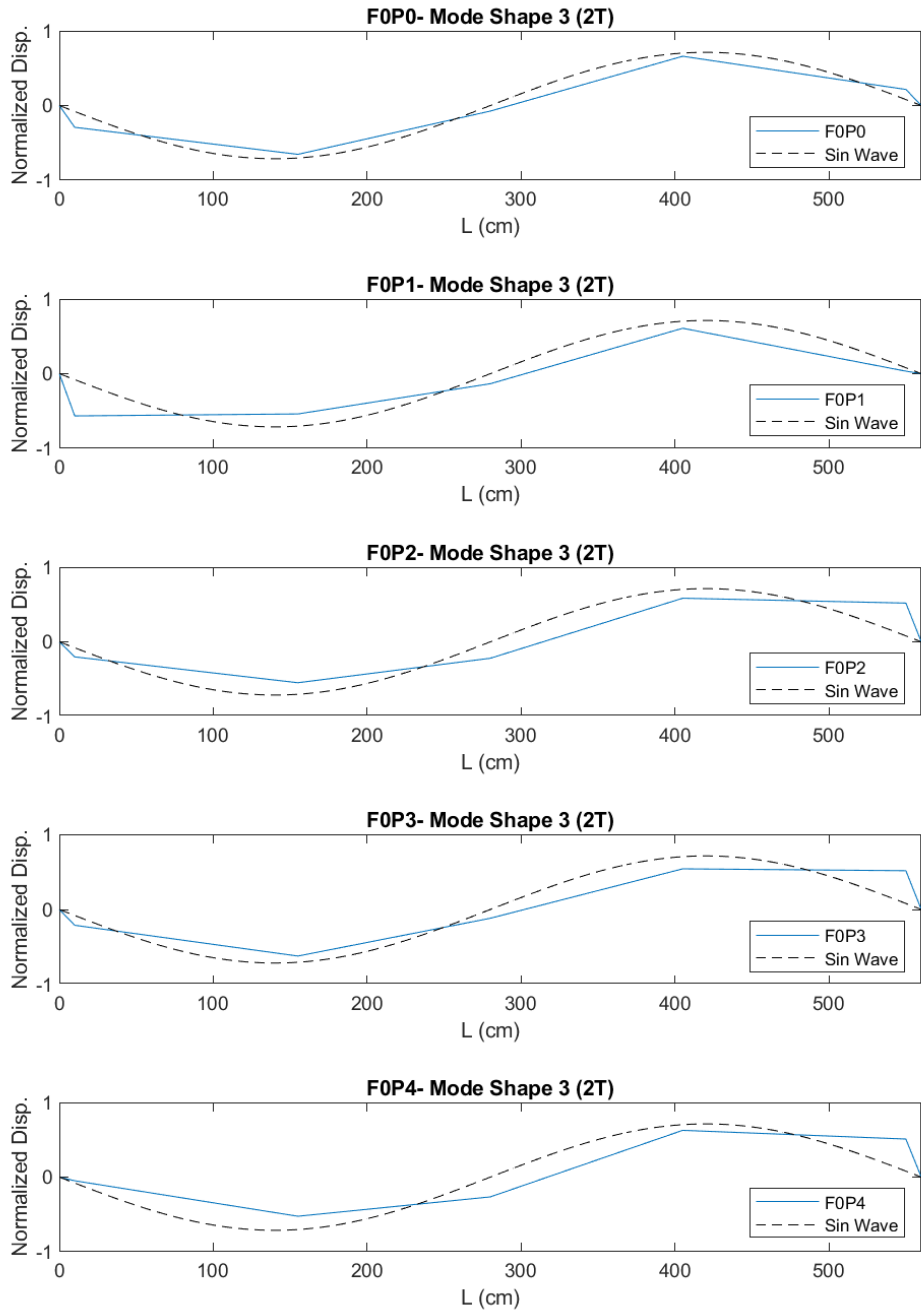 F0P0- Mode Shape 3 (2T)
Normalized Disp.
1
0
-1
0 100 200 300 400 500
L (cm)
F0P0
Sin Wave
F0P1- Mode Shape 3 (2T)
Normalized Disp.
1
0
-1
0 100 200 300 400 500
L (cm)
F0P1
Sin Wave
F0P2- Mode Shape 3 (2T)
Normalized Disp.
1
0
-1
0 100 200 300 400 500
L (cm)
F0P2
Sin Wave
F0P3- Mode Shape 3 (2T)
Normalized Disp.
1
0
-1
0 100 200 300 400 500
L (cm)
F0P3
Sin Wave
F0P4- Mode Shape 3 (2T)
Normalized Disp.
1
0
-1
0 100 200 300 400 500
L (cm)
F0P4
Sin Wave